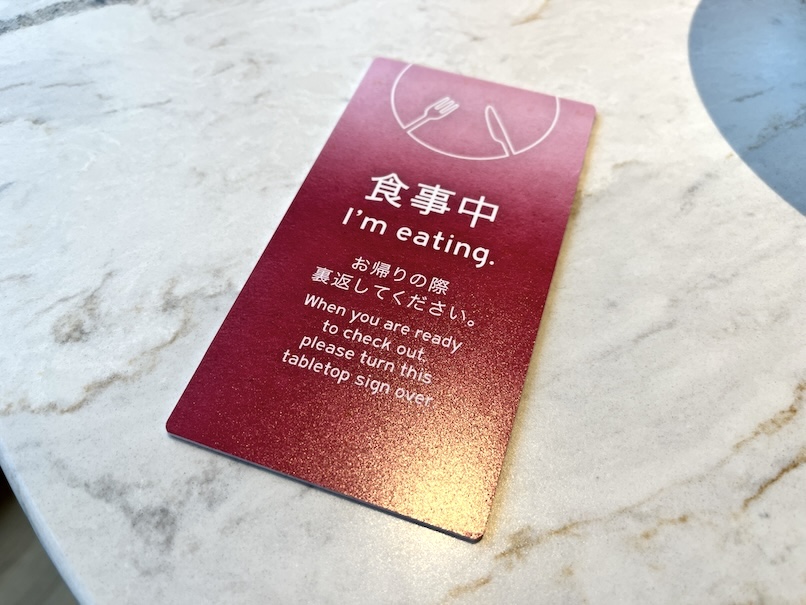 食事中
I'm eating.
お帰りの際
裏返してください。
When you are ready
to check out,
please turn this
tabletop sign over.